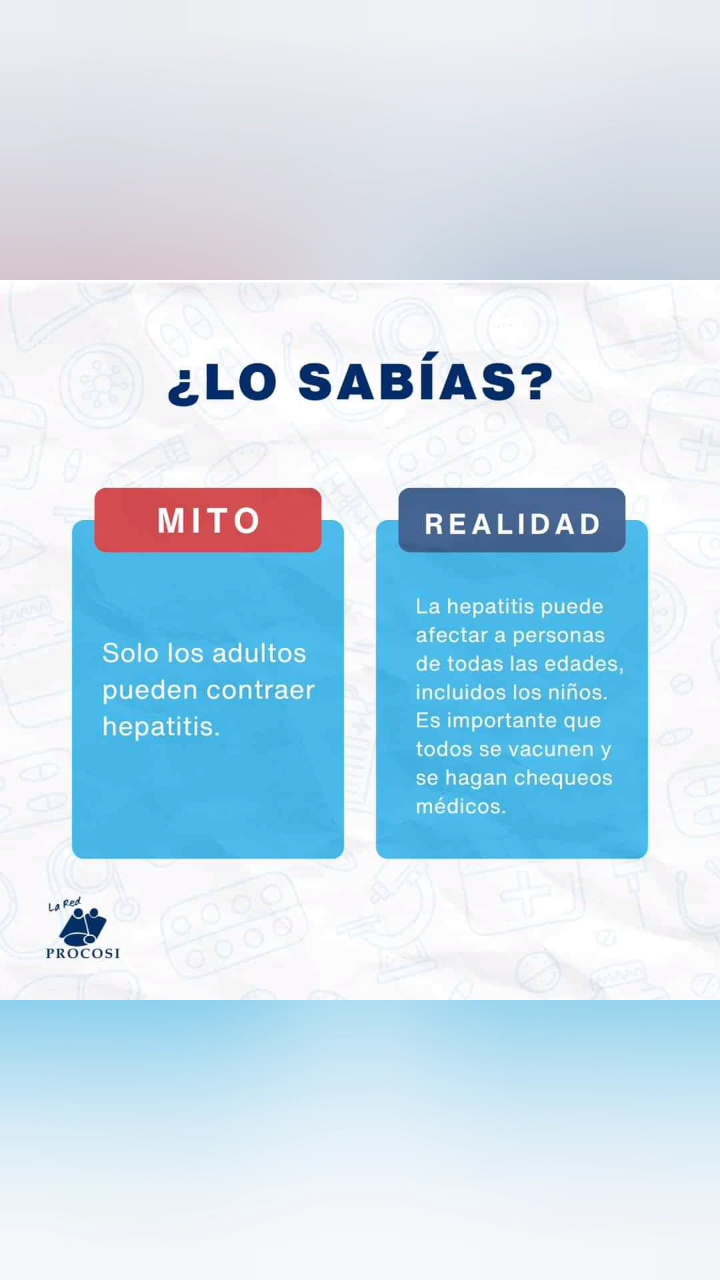 ¿LO SABÍAS?
MITO
Solo los adultos
pueden contraer
hepatitis.
REALIDAD
La hepatitis puede
afectar a personas
de todas las edades,
incluidos los niños.
Es importante que
todos se vacunen y
se hagan chequeos
médicos.
La Red
PROCOSI